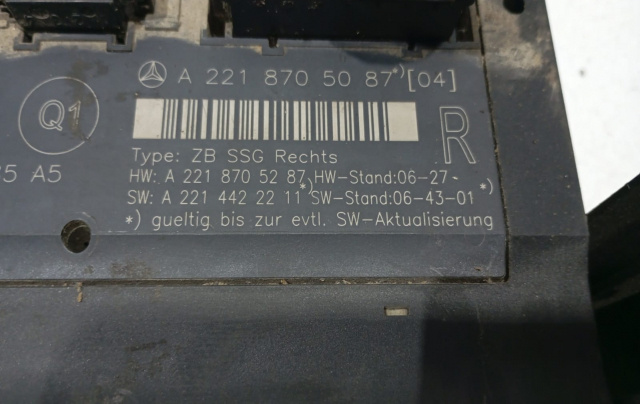 A 221 870 50 87*)[04]
Q1
R
5 A5
Type: ZB SSG Rechts
HW: A 221 870 52 87 HW-Stand:06-27
SW: A 221 442 22 11*) SW-Stand:06-43-01*)
*) gueltig bis zur evtl. SW-Aktualisierung